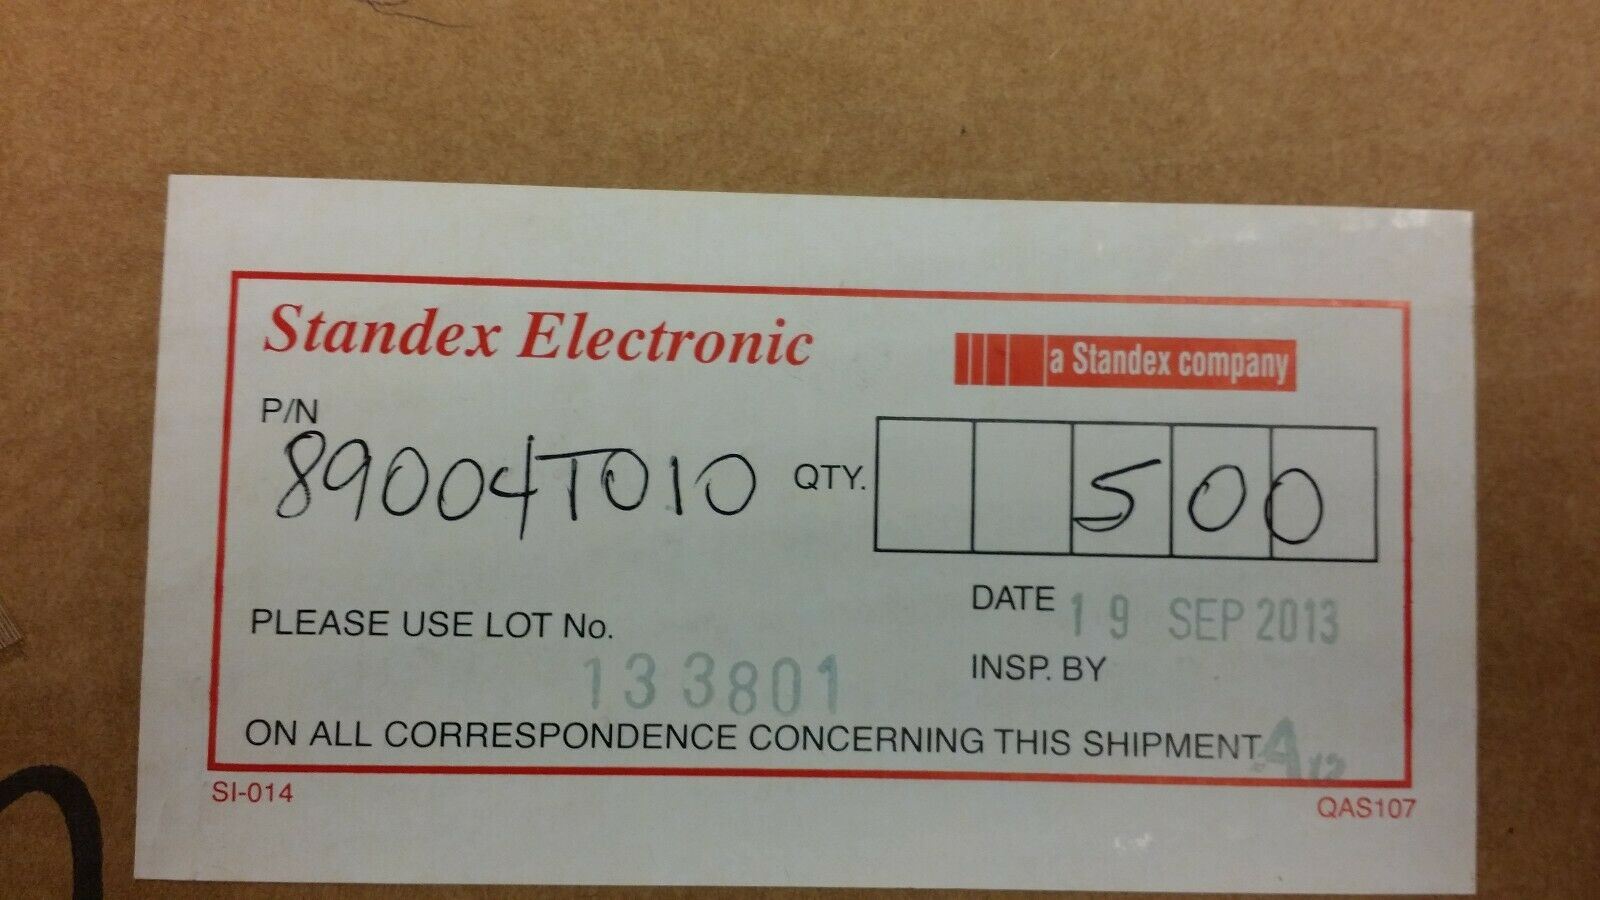 Standex Electronic
a Standex company
P/N
89004T010 QTY. 500
DATE 19 SEP 2013
PLEASE USE LOT No.
133801
INSP. BY
ON ALL CORRESPONDENCE CONCERNING THIS SHIPMENT
A12
SI-014
QAS107